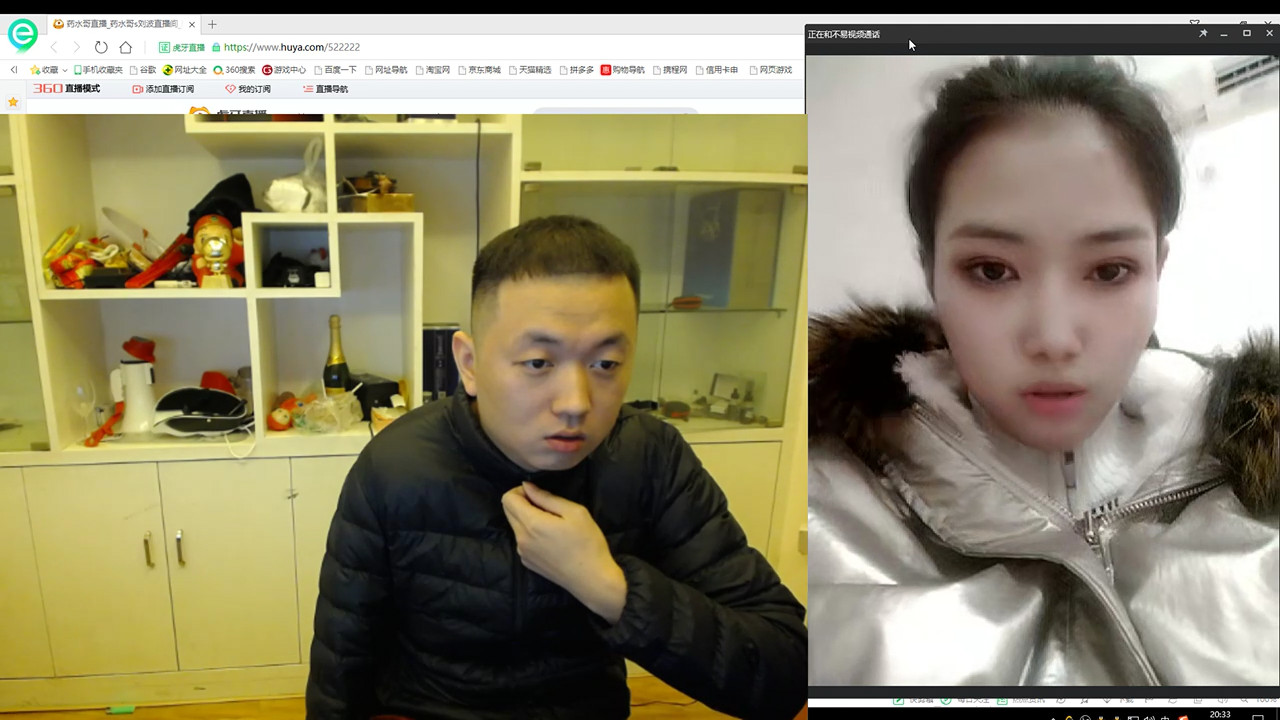 药水哥直播_药水哥s刘波直播间_
正在和不易视频通话
证 虎牙直播 https://www.huya.com/522222
收藏 手机收藏夹 谷歌 网址大全 360搜索 游戏中心 百度一下 网址导航 淘宝网 京东商城 天猫精选 拼多多 购物导航 携程网 信用卡申 网页游戏
360直播模式 添加直播订阅 我的订阅 直播导航
虎牙直播
20:33